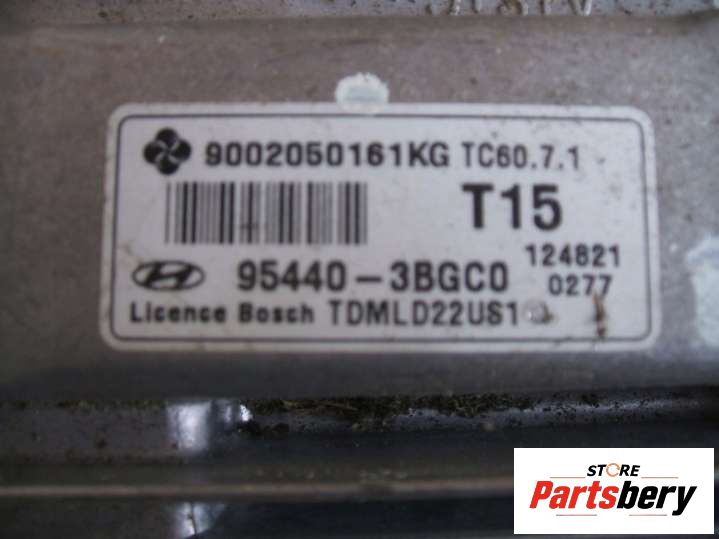 9002050161KG TC60.7.1
T15
124821
95440-3BGC0 0277
Licence Bosch TDMLD22US1
STORE
Partsbery